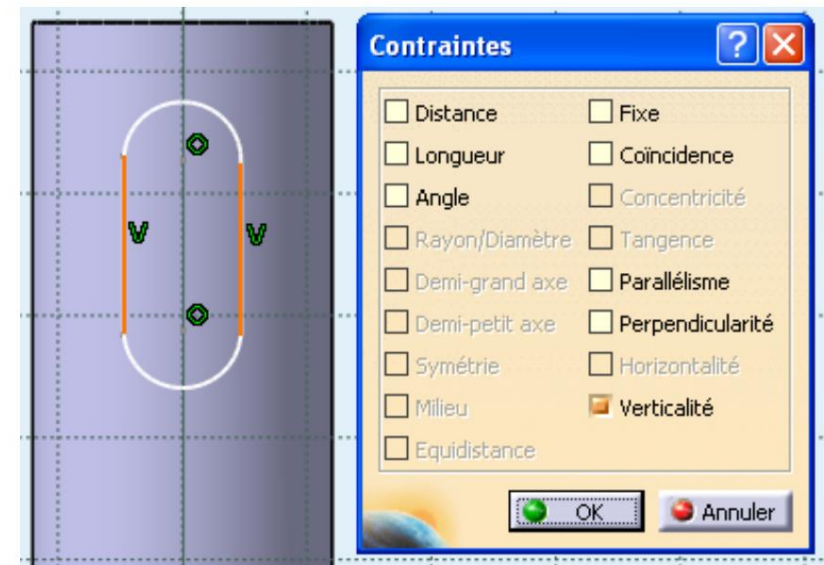 Contraintes
?
Distance
Fixe
Longueur
Coïncidence
Angle
Concentricité
Rayon/Diamètre
Tangence
Demi-grand axe
Parallélisme
Demi-petit axe
Perpendicularité
Symétrie
Horizontalité
Milieu
Verticalité
Equidistance
OK
Annuler
V
V